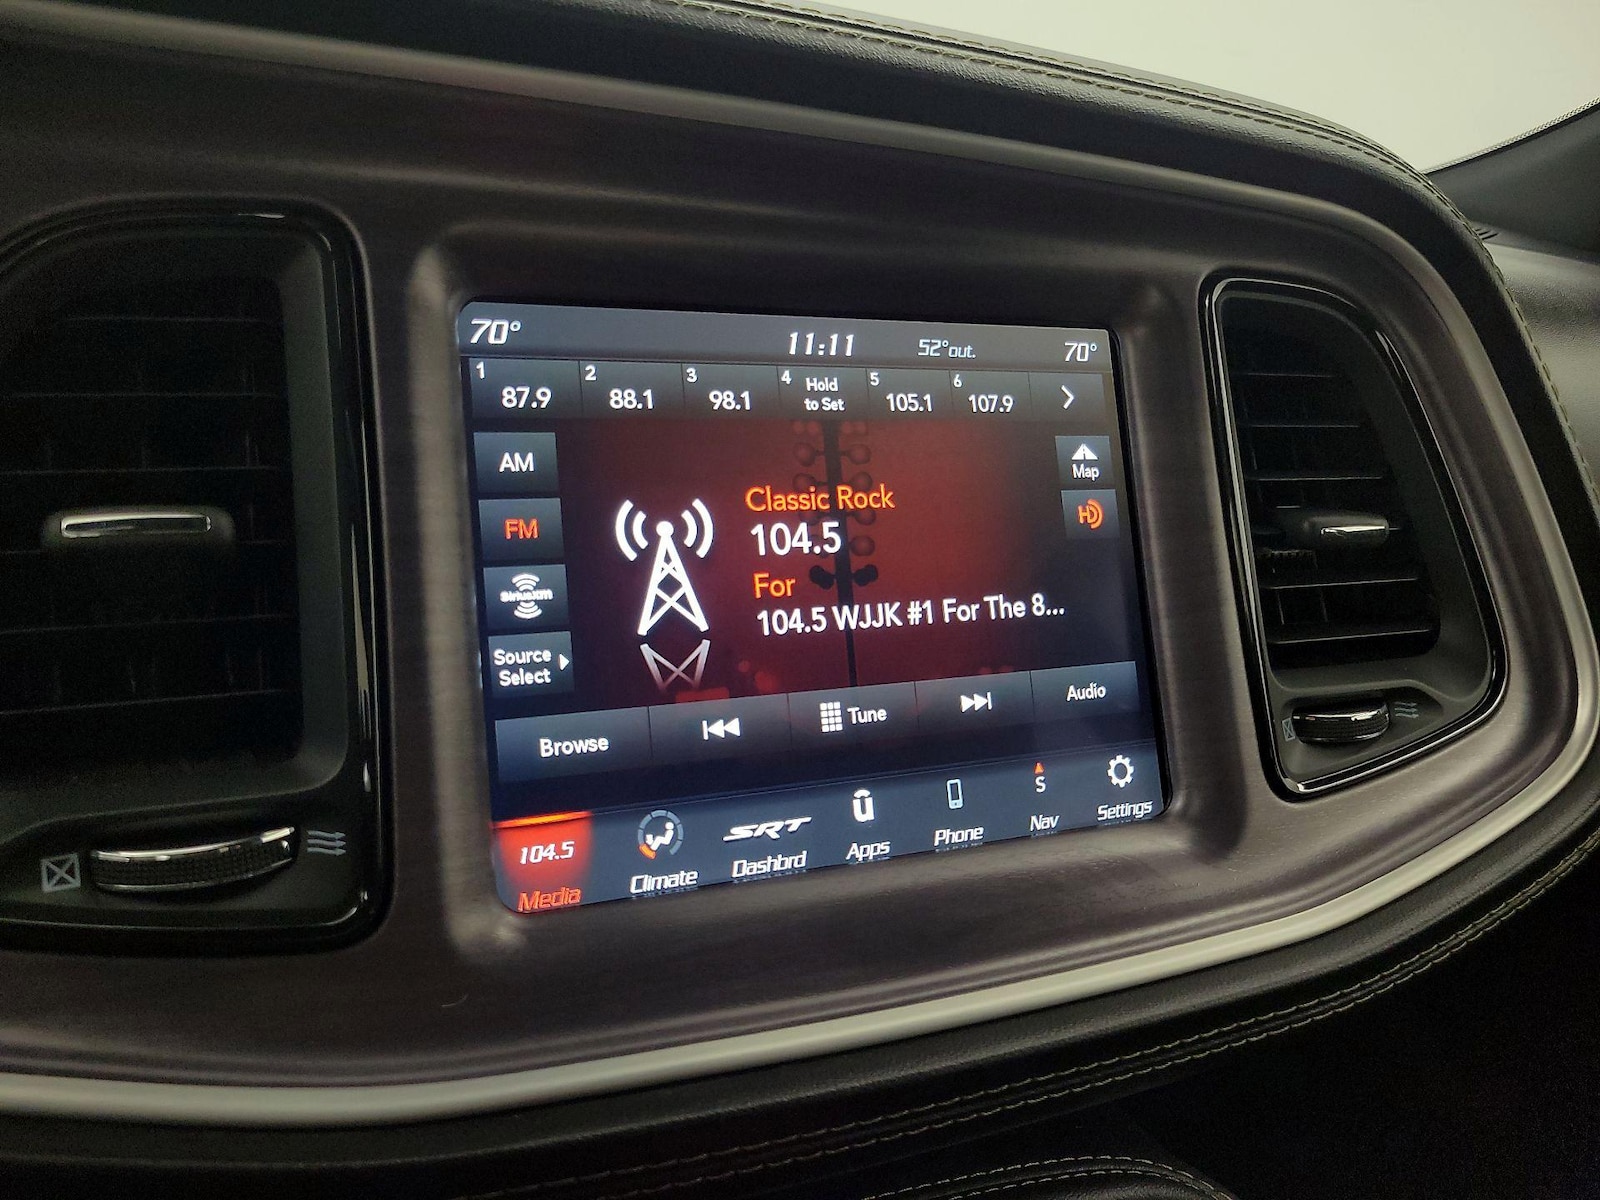 70° 11:11 52°out. 70°
1 87.9 2 88.1 3 98.1 4 Hold to Set 5 105.1 6 107.9
AM
Map
Classic Rock
HD
FM
104.5
For
SiriusXM
104.5 WJJK #1 For The 8...
Source
Select
Browse Tune Audio
104.5 SRT ū S
Media Climate Dashbrd Apps Phone Nav Settings